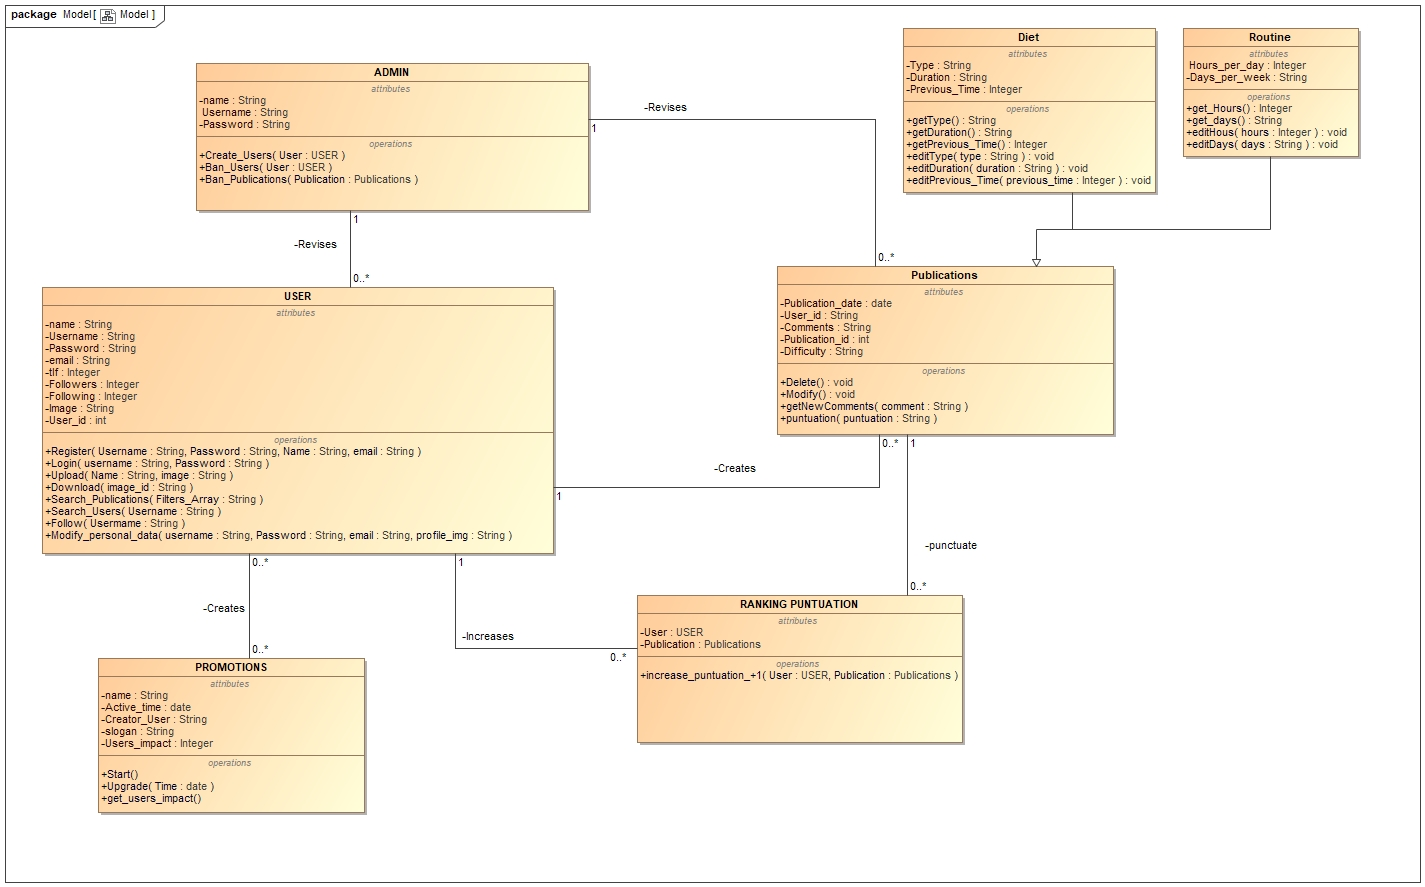 package Model[ Model ]
ADMIN
attributes
-name : String
Username : String
-Password : String
operations
+Create_Users( User : USER )
+Ban_Users( User : USER )
+Ban_Publications( Publication : Publications )
Diet
attributes
-Type : String
-Duration : String
-Previous_Time : Integer
operations
+getType() : String
+getDuration() : String
+getPrevious_Time() : Integer
+editType( type : String ) : void
+editDuration( duration : String ) : void
+editPrevious_Time( previous_time : Integer ) : void
Routine
attributes
Hours_per_day : Integer
-Days_per_week : String
operations
+get_Hours() : Integer
+get_days() : String
+editHous( hours : Integer ) : void
+editDays( days : String ) : void
-Revises
1
0..*
1
-Revises
0..*
USER
attributes
-name : String
-Username : String
-Password : String
-email : String
-tlf : Integer
-Followers : Integer
-Following : Integer
-Image : String
-User_id : int
operations
+Register( Username : String, Password : String, Name : String, email : String )
+Login( username : String, Password : String )
+Upload( Name : String, image : String )
+Download( image_id : String )
+Search_Publications( Filters_Array : String )
+Search_Users( Username : String )
+Follow( Usermame : String )
+Modify_personal_data( username : String, Password : String, email : String, profile_img : String )
Publications
attributes
-Publication_date : date
-User_id : String
-Comments : String
-Publication_id : int
-Difficulty : String
operations
+Delete() : void
+Modify() : void
+getNewComments( comment : String )
+puntuation( puntuation : String )
0..*
1
-Creates
1
-punctuate
0..*
0..*
-Creates
0..*
1
-Increases
0..*
RANKING PUNTUATION
attributes
-User : USER
-Publication : Publications
operations
+increase_puntuation_+1( User : USER, Publication : Publications )
PROMOTIONS
attributes
-name : String
-Active_time : date
-Creator_User : String
-slogan : String
-Users_impact : Integer
operations
+Start()
+Upgrade( Time : date )
+get_users_impact()